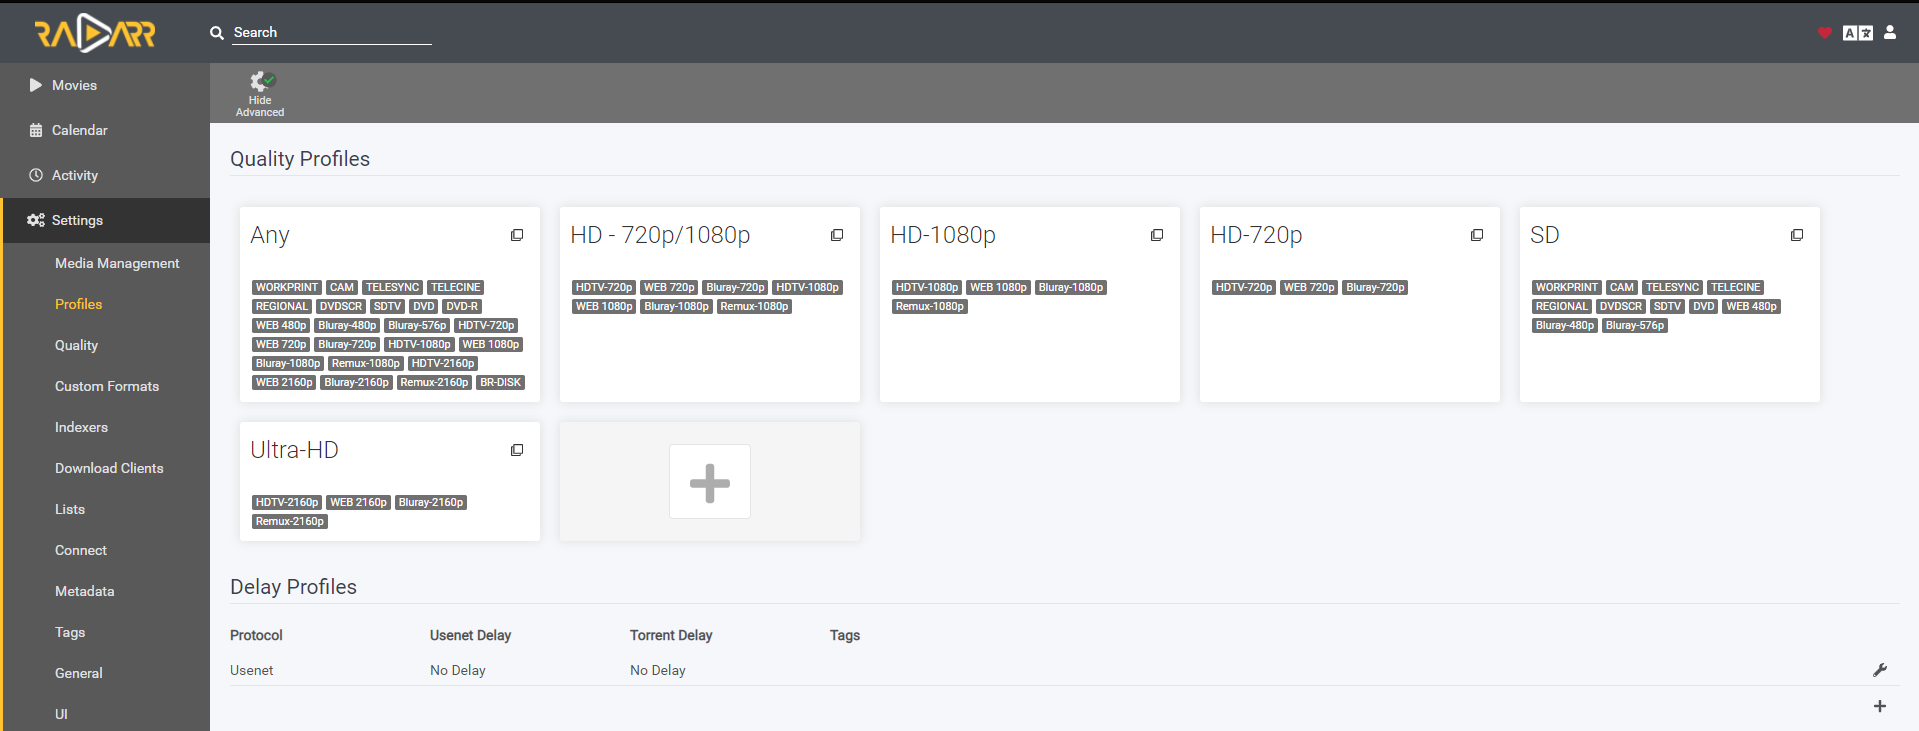 RADARR
Search
A
Movies
Calendar
Activity
Settings
Media Management
Profiles
Quality
Custom Formats
Indexers
Download Clients
Lists
Connect
Metadata
Tags
General
UI
Hide
Advanced
Quality Profiles
Any
WORKPRINT CAM TELESYNC TELECINE
REGIONAL DVDSCR SDTV DVD DVD-R
WEB 480p Bluray-480p Bluray-576p HDTV-720p
WEB 720p Bluray-720p HDTV-1080p WEB 1080p
Bluray-1080p Remux-1080p HDTV-2160p
WEB 2160p Bluray-2160p Remux-2160p BR-DISK
HD - 720p/1080p
HDTV-720p WEB 720p Bluray-720p HDTV-1080p
WEB 1080p Bluray-1080p Remux-1080p
HD-1080p
HDTV-1080p WEB 1080p Bluray-1080p
Remux-1080p
HD-720p
HDTV-720p WEB 720p Bluray-720p
SD
WORKPRINT CAM TELESYNC TELECINE
REGIONAL DVDSCR SDTV DVD WEB 480p
Bluray-480p Bluray-576p
Ultra-HD
HDTV-2160p WEB 2160p Bluray-2160p
Remux-2160p
Delay Profiles
Protocol Usenet Delay Torrent Delay Tags
Usenet No Delay No Delay